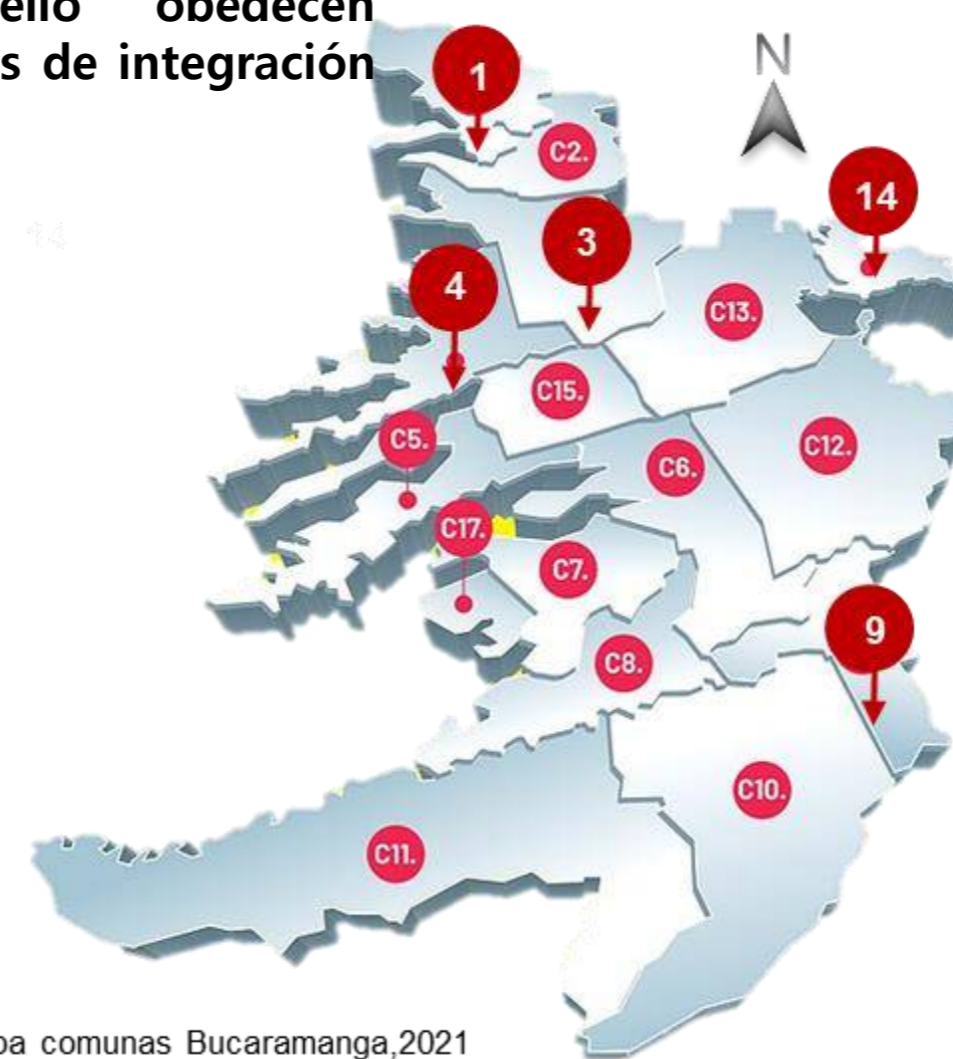 ello obedecen
s de integración
N
1
C2.
14
14
3
4
C13.
C15.
C5.
C12.
C6.
C17.
C7.
9
C8.
C10.
C11.
pa comunas Bucaramanga,2021